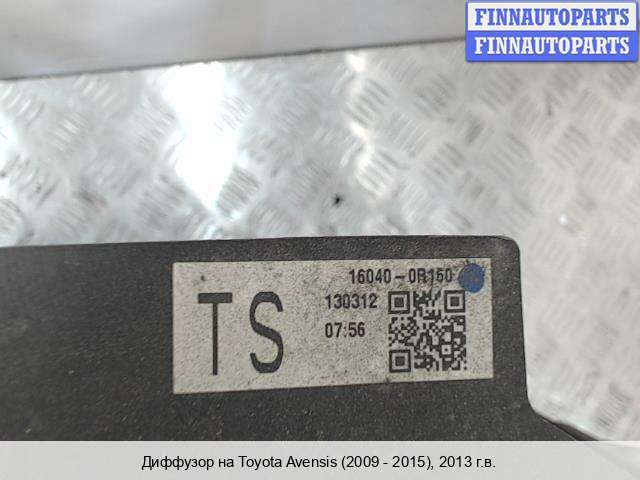 FINNAUTOPARTS
FINNAUTOPARTS
16040-0R150
TS
130312
07:56
Диффузор на Toyota Avensis (2009 - 2015), 2013 г.в.